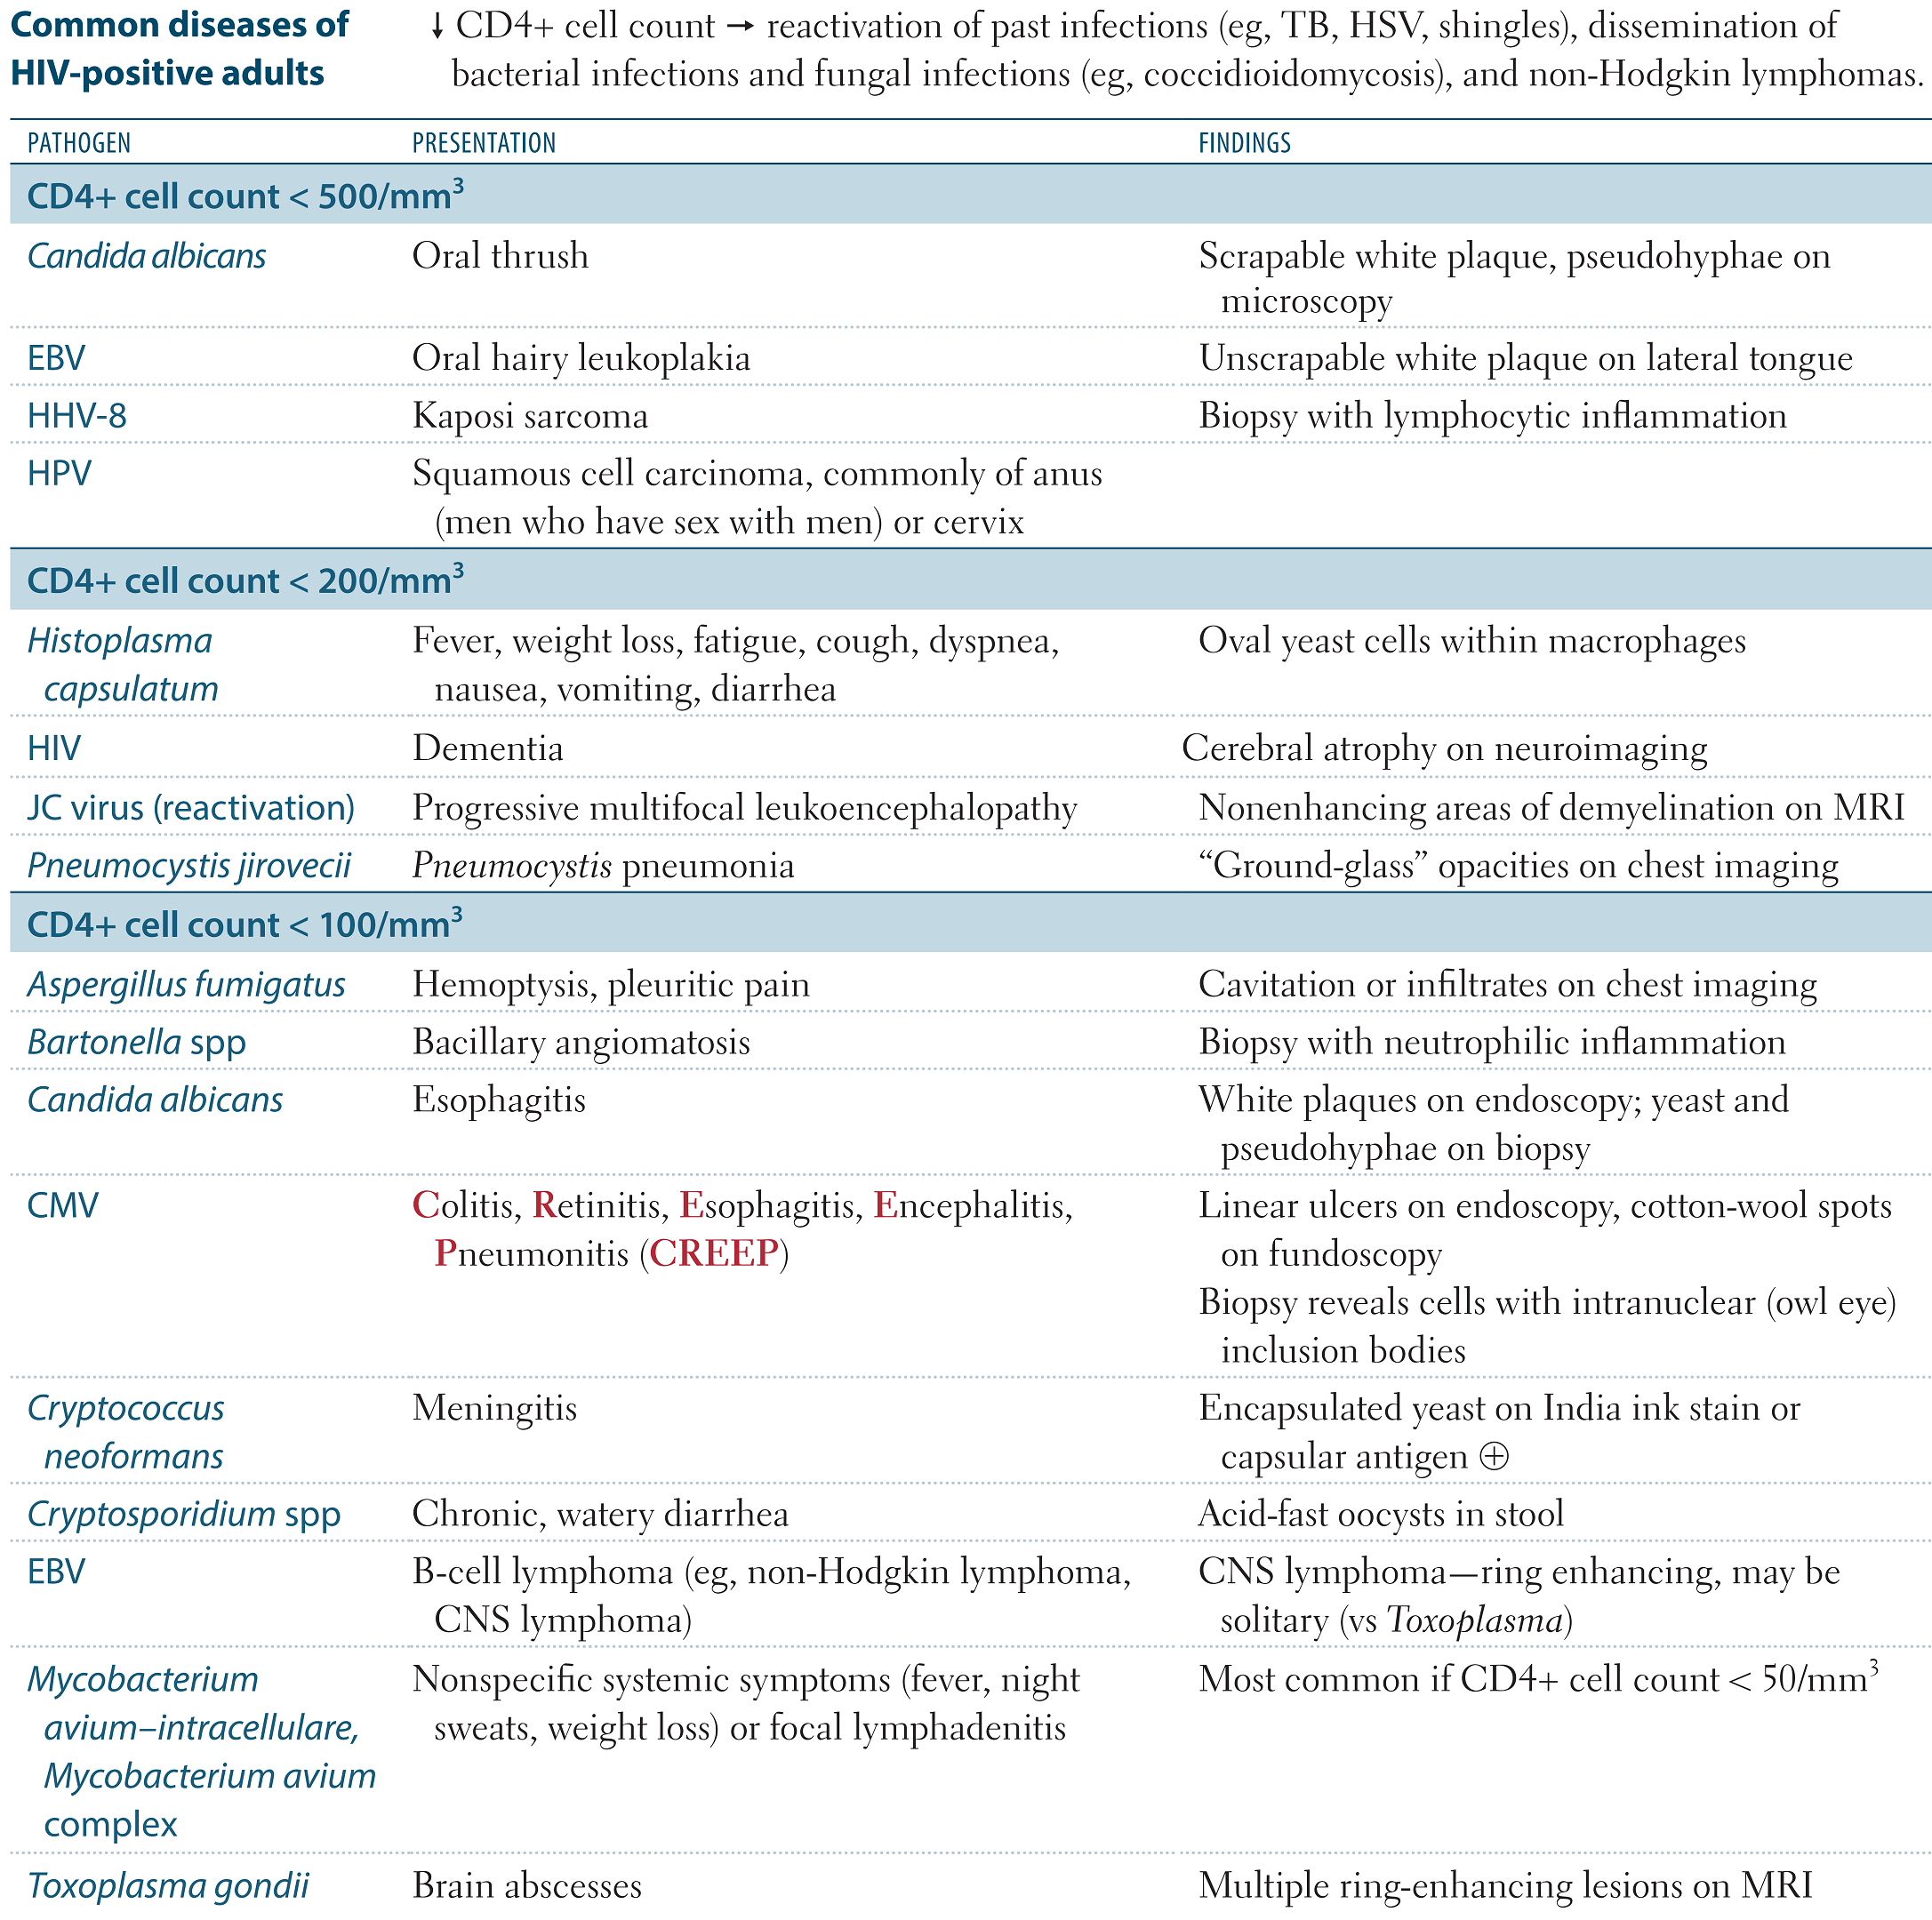 Common diseases of HIV-positive adults
↓ CD4+ cell count → reactivation of past infections (eg, TB, HSV, shingles), dissemination of
bacterial infections and fungal infections (eg, coccidioidomycosis), and non-Hodgkin lymphomas.
PATHOGEN PRESENTATION FINDINGS
CD4+ cell count < 500/mm³
Candida albicans Oral thrush Scrapable white plaque, pseudohyphae on
microscopy
EBV Oral hairy leukoplakia Unscrapable white plaque on lateral tongue
HHV-8 Kaposi sarcoma Biopsy with lymphocytic inflammation
HPV Squamous cell carcinoma, commonly of anus
(men who have sex with men) or cervix
CD4+ cell count < 200/mm³
Histoplasma Fever, weight loss, fatigue, cough, dyspnea, Oval yeast cells within macrophages
capsulatum nausea, vomiting, diarrhea
HIV Dementia Cerebral atrophy on neuroimaging
JC virus (reactivation) Progressive multifocal leukoencephalopathy Nonenhancing areas of demyelination on MRI
Pneumocystis jirovecii Pneumocystis pneumonia “Ground-glass” opacities on chest imaging
CD4+ cell count < 100/mm³
Aspergillus fumigatus Hemoptysis, pleuritic pain Cavitation or infiltrates on chest imaging
Bartonella spp Bacillary angiomatosis Biopsy with neutrophilic inflammation
Candida albicans Esophagitis White plaques on endoscopy; yeast and
pseudohyphae on biopsy
CMV Colitis, Retinitis, Esophagitis, Encephalitis, Linear ulcers on endoscopy, cotton-wool spots
Pneumonitis (CREEP) on fundoscopy
Biopsy reveals cells with intranuclear (owl eye)
inclusion bodies
Cryptococcus Meningitis Encapsulated yeast on India ink stain or
neoformans capsular antigen ⊕
Cryptosporidium spp Chronic, watery diarrhea Acid-fast oocysts in stool
EBV B-cell lymphoma (eg, non-Hodgkin lymphoma, CNS lymphoma—ring enhancing, may be
CNS lymphoma) solitary (vs Toxoplasma)
Mycobacterium Nonspecific systemic symptoms (fever, night Most common if CD4+ cell count < 50/mm³
avium–intracellulare, sweats, weight loss) or focal lymphadenitis
Mycobacterium avium
complex
Toxoplasma gondii Brain abscesses Multiple ring-enhancing lesions on MRI